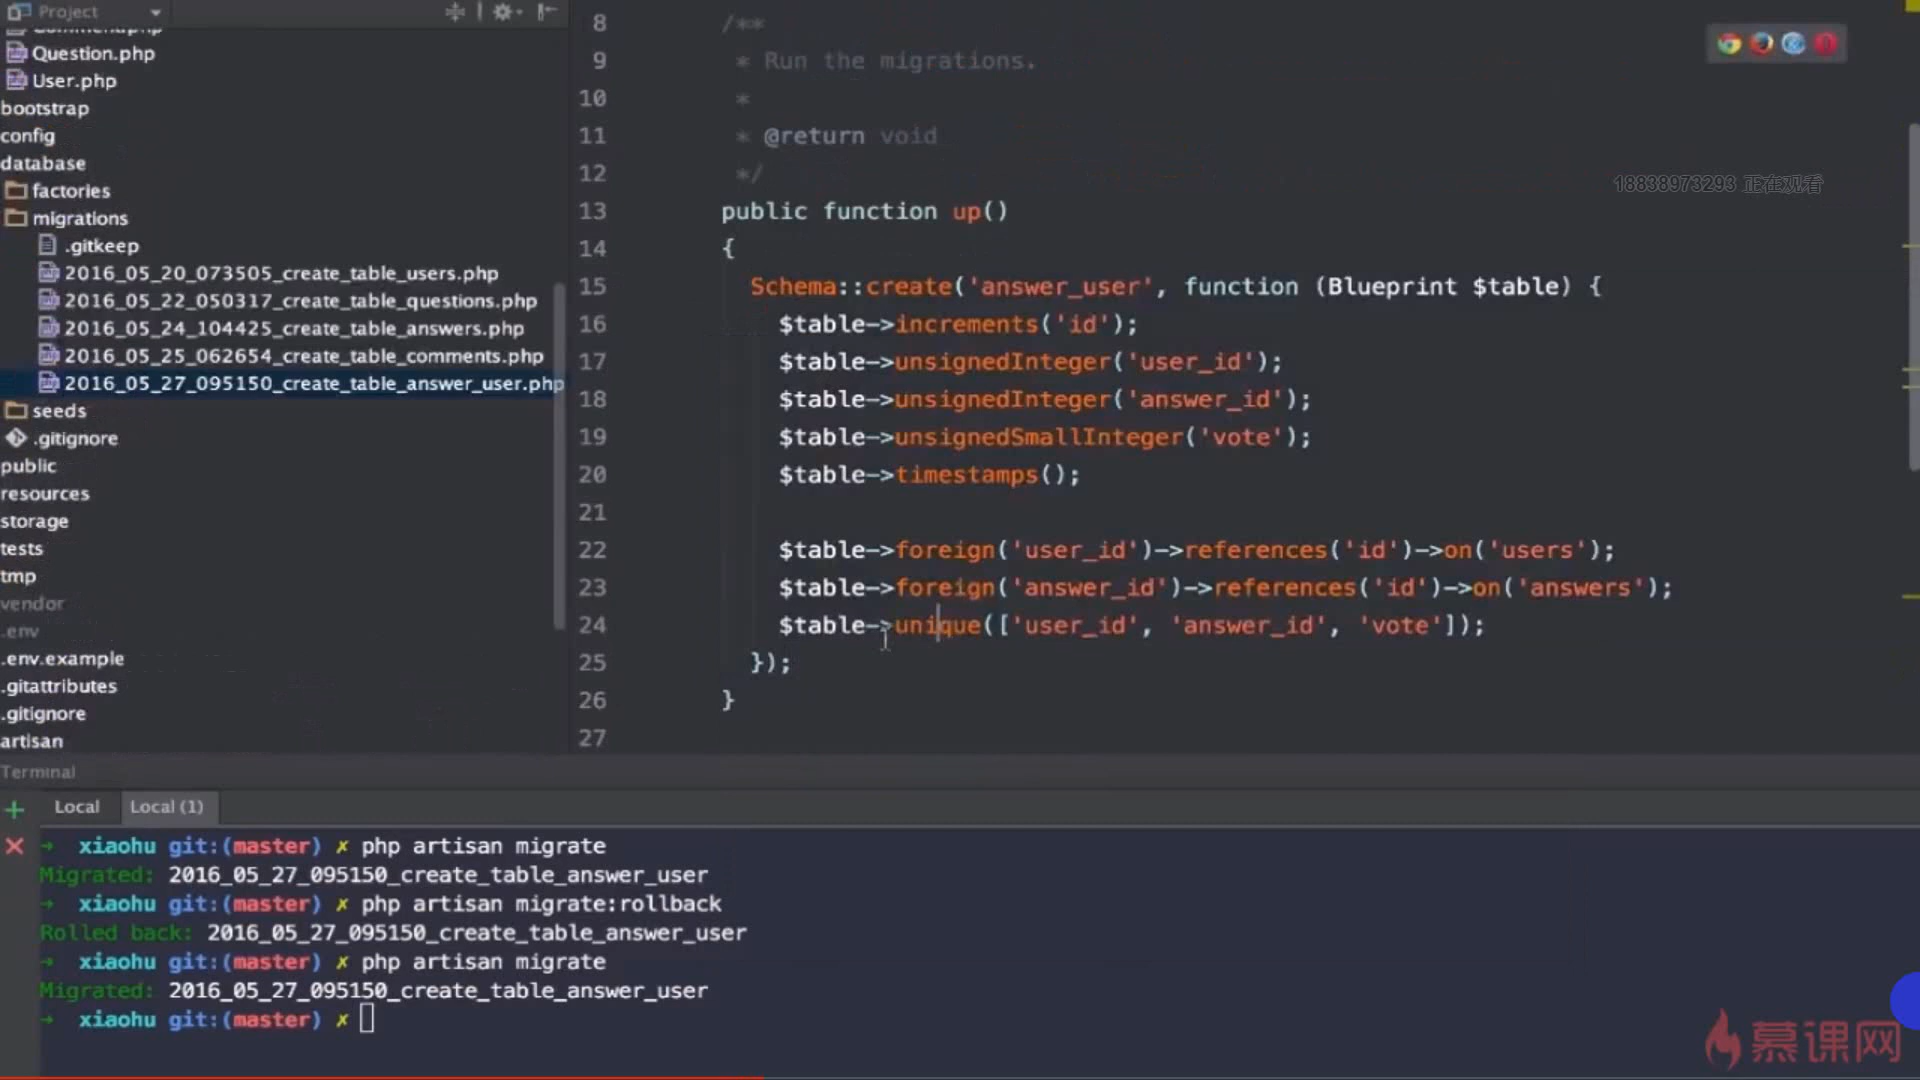 Project
Question.php
User.php
bootstrap
config
database
factories
migrations
.gitkeep
2016_05_20_073505_create_table_users.php
2016_05_22_050317_create_table_questions.php
2016_05_24_104425_create_table_answers.php
2016_05_25_062654_create_table_comments.php
2016_05_27_095150_create_table_answer_user.php
seeds
.gitignore
public
resources
storage
tests
tmp
vendor
.env
.env.example
.gitattributes
.gitignore
artisan
8 /**
9 * Run the migrations.
10 *
11 * @return void
12 */
13 public function up()
14 {
15 Schema::create('answer_user', function (Blueprint $table) {
16 $table->increments('id');
17 $table->unsignedInteger('user_id');
18 $table->unsignedInteger('answer_id');
19 $table->unsignedSmallInteger('vote');
20 $table->timestamps();
21
22 $table->foreign('user_id')->references('id')->on('users');
23 $table->foreign('answer_id')->references('id')->on('answers');
24 $table->unique(['user_id', 'answer_id', 'vote']);
25 });
26 }
27
18838973293 正在观看
Terminal
Local Local (1)
→ xiaohu git:(master) ✗ php artisan migrate
Migrated: 2016_05_27_095150_create_table_answer_user
→ xiaohu git:(master) ✗ php artisan migrate:rollback
Rolled back: 2016_05_27_095150_create_table_answer_user
→ xiaohu git:(master) ✗ php artisan migrate
Migrated: 2016_05_27_095150_create_table_answer_user
→ xiaohu git:(master) ✗
慕课网